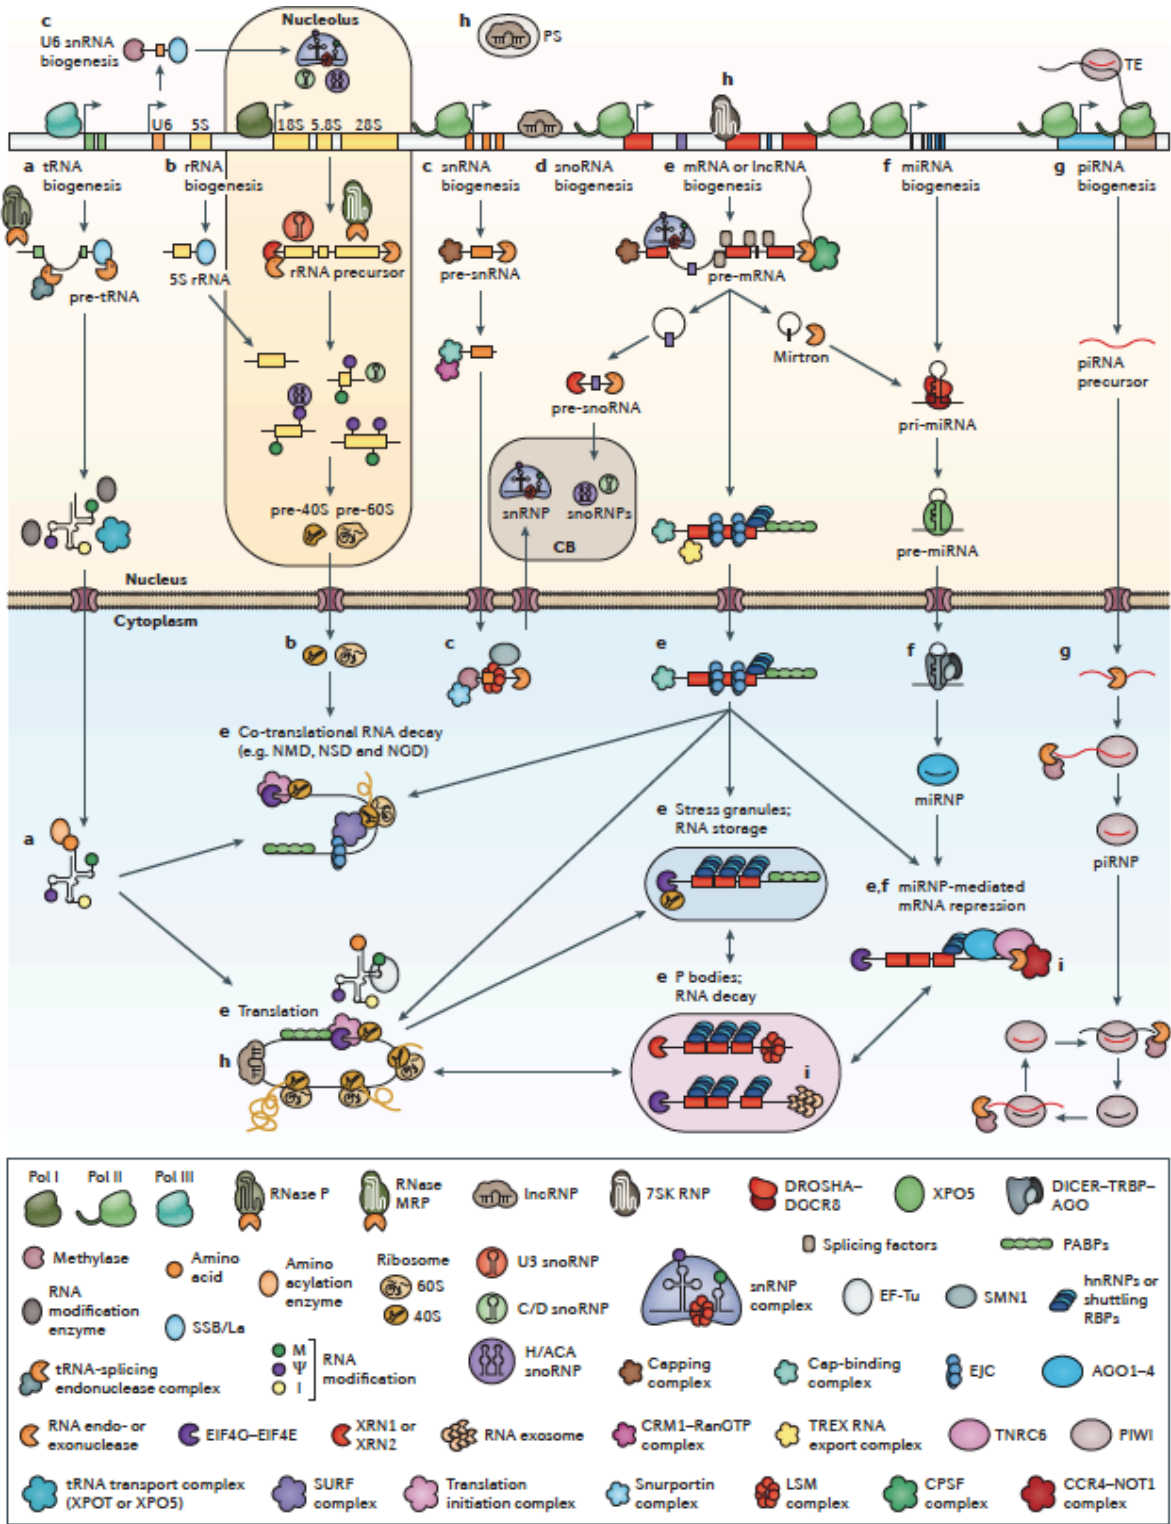 c
U6 snRNA
biogenesis
Nucleolus
h
PS
TE
h
U6
5S
18S
5.8S
28S
a tRNA
biogenesis
b rRNA
biogenesis
c snRNA
biogenesis
d snoRNA
biogenesis
e mRNA or lncRNA
biogenesis
f miRNA
biogenesis
g piRNA
biogenesis
pre-tRNA
5S rRNA
rRNA precursor
pre-snRNA
pre-mRNA
Mirtron
pre-snoRNA
piRNA
precursor
pri-miRNA
snRNP
snoRNPs
CB
pre-40S
pre-60S
pre-miRNA
Nucleus
Cytoplasm
b
c
e
f
g
e Co-translational RNA decay
(e.g. NMD, NSD and NGD)
miRNP
a
e Stress granules;
RNA storage
piRNP
e,f miRNP-mediated
mRNA repression
i
e P bodies;
RNA decay
e Translation
h
i
Pol I
Pol II
Pol III
RNase P
RNase
MRP
lncRNP
7SK RNP
DROSHA–
DGCR8
XPO5
DICER–TRBP–
AGO
Methylase
Amino
acid
Amino
acylation
enzyme
Ribosome
60S
40S
U3 snoRNP
snRNP
complex
Splicing factors
PABPs
RNA
modification
enzyme
SSB/La
C/D snoRNP
EF-Tu
SMN1
hnRNPs or
shuttling
RBPs
tRNA-splicing
endonuclease complex
M
Ψ
I
RNA
modification
H/ACA
snoRNP
Capping
complex
Cap-binding
complex
EJC
AGO1–4
RNA endo- or
exonuclease
EIF4G–EIF4E
XRN1 or
XRN2
RNA exosome
CRM1–RanGTP
complex
TREX RNA
export complex
TNRC6
PIWI
tRNA transport complex
(XPOT or XPO5)
SURF
complex
Translation
initiation complex
Snurportin
complex
LSM
complex
CPSF
complex
CCR4–NOT1
complex